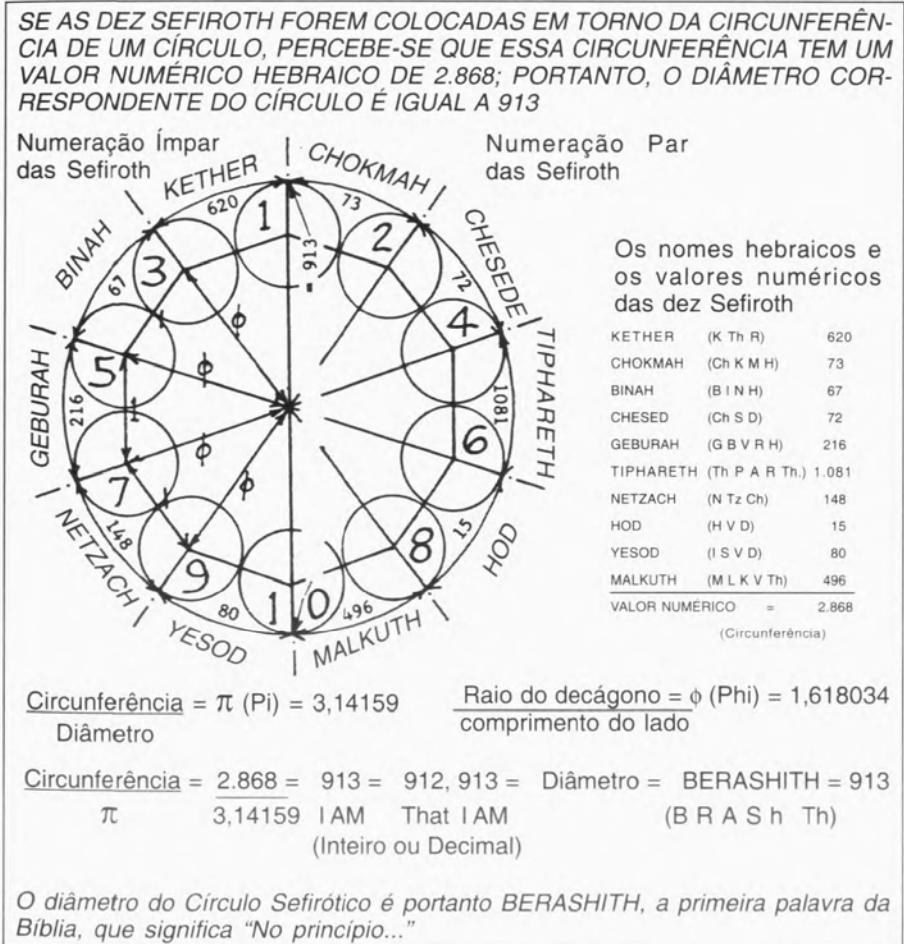 SE AS DEZ SEFIROTH FOREM COLOCADAS EM TORNO DA CIRCUNFERÊN-
CIA DE UM CÍRCULO, PERCEBE-SE QUE ESSA CIRCUNFERÊNCIA TEM UM
VALOR NUMÉRICO HEBRAICO DE 2.868; PORTANTO, O DIÂMETRO COR-
RESPONDENTE DO CÍRCULO É IGUAL A 913
Numeração Ímpar
das Sefiroth
Numeração Par
das Sefiroth
KETHER
CHOKMAH
BINAH
CHESEDE
GEBURAH
TIPHARETH
NETZACH
HOD
YESOD
MALKUTH
620
73
67
72
216
1081
148
15
80
496
913
1
2
3
4
5
6
7
8
9
1 0
φ
φ
φ
φ
1
Os nomes hebraicos e
os valores numéricos
das dez Sefiroth
KETHER (K Th R) 620
CHOKMAH (Ch K M H) 73
BINAH (B I N H) 67
CHESED (Ch S D) 72
GEBURAH (G B V R H) 216
TIPHARETH (Th P A R Th.) 1.081
NETZACH (N Tz Ch) 148
HOD (H V D) 15
YESOD (I S V D) 80
MALKUTH (M L K V Th) 496
VALOR NUMÉRICO = 2.868
(Circunferência)
Circunferência = π (Pi) = 3,14159
Diâmetro
Raio do decágono = φ (Phi) = 1,618034
comprimento do lado
Circunferência = 2.868 = 913 = 912, 913 = Diâmetro = BERASHITH = 913
π 3,14159 I AM That I AM (B R A S h Th)
(Inteiro ou Decimal)
O diâmetro do Círculo Sefirótico é portanto BERASHITH, a primeira palavra da
Bíblia, que significa “No princípio...”